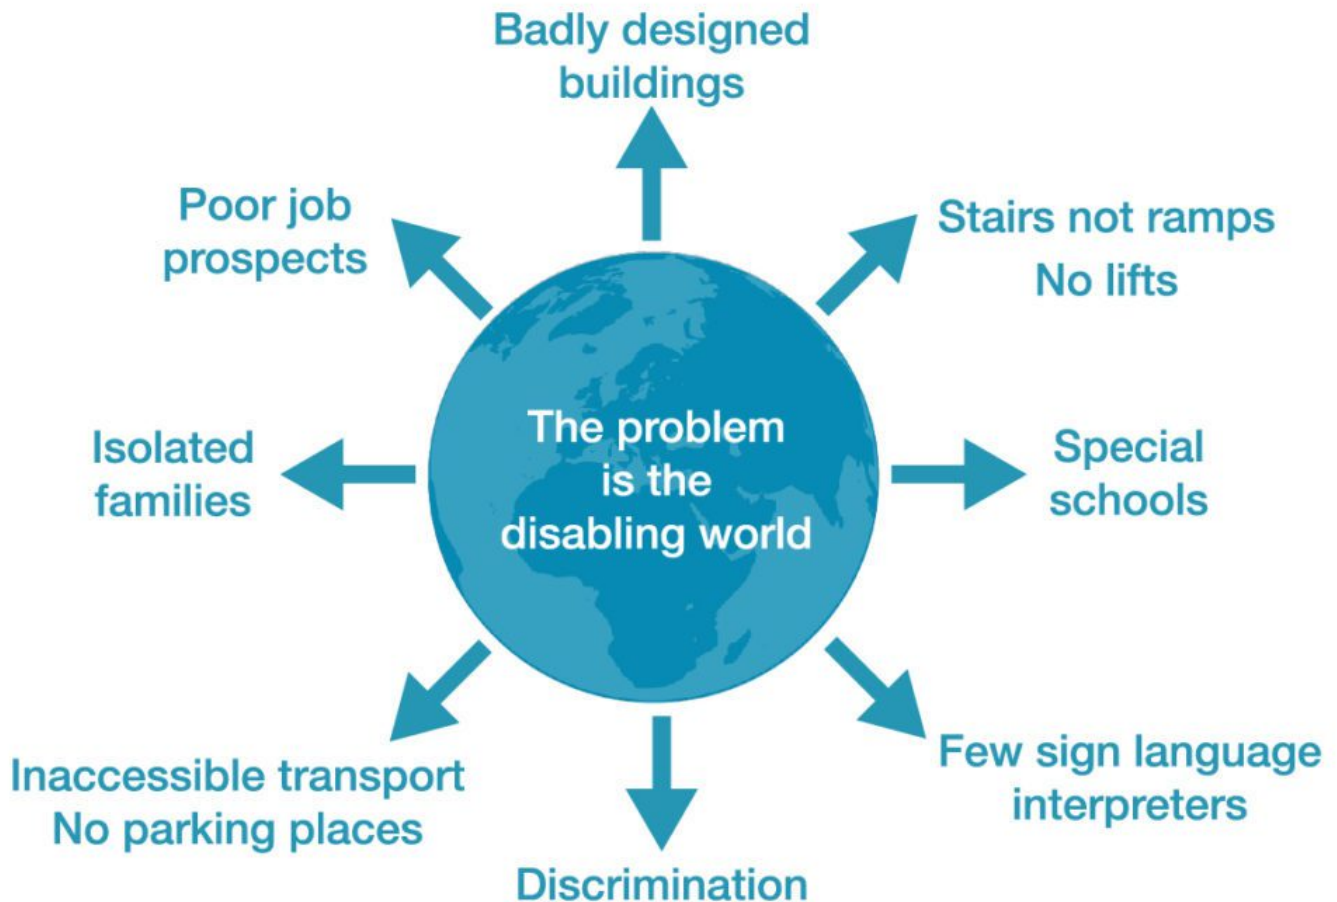 Badly designed
buildings
Stairs not ramps
No lifts
Special
schools
Few sign language
interpreters
Discrimination
Inaccessible transport
No parking places
Isolated
families
Poor job
prospects
The problem
is the
disabling world